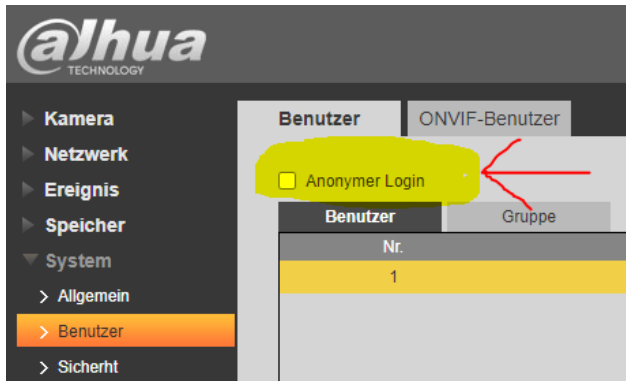 alhua
TECHNOLOGY
Kamera
Netzwerk
Ereignis
Speicher
System
Allgemein
Benutzer
Sicherht
Benutzer
ONVIF-Benutzer
Anonymer Login
Benutzer
Gruppe
Nr.
1